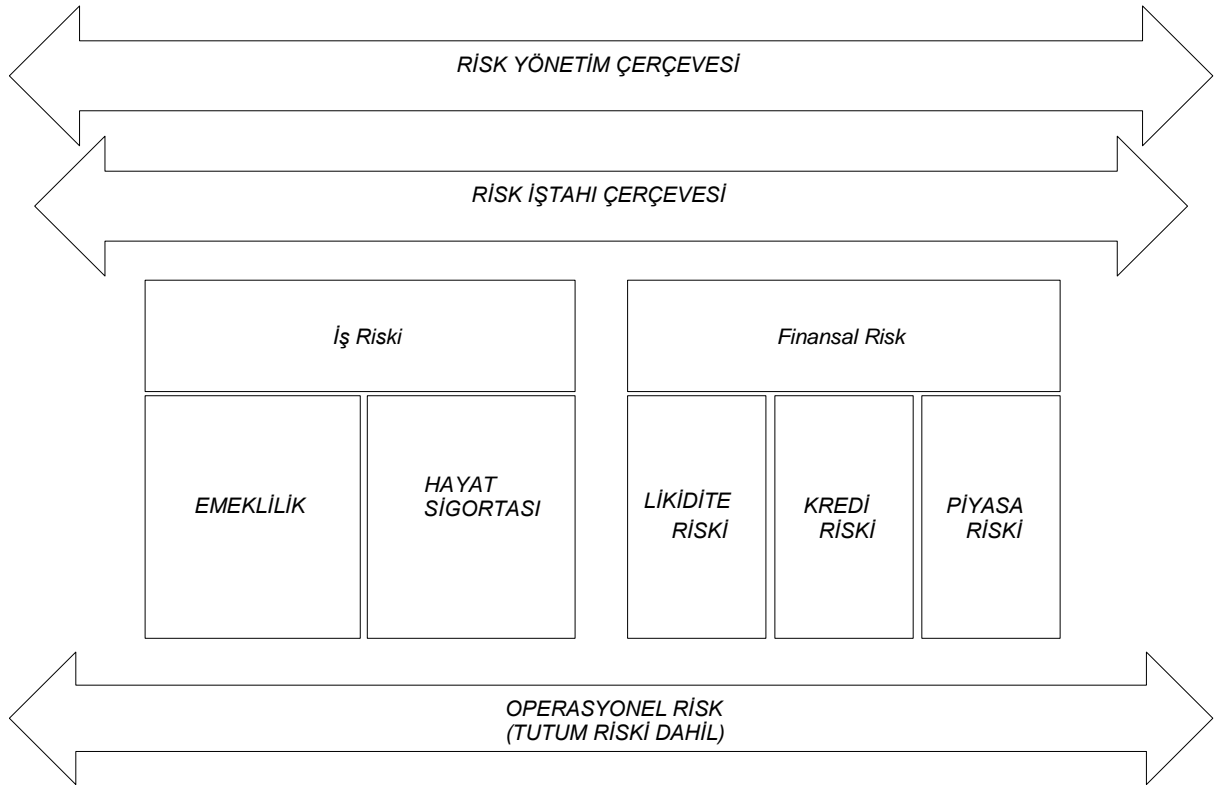 RİSK YÖNETİM ÇERÇEVESİ
RİSK İŞTAHI ÇERÇEVESİ
İş Riski
Finansal Risk
EMEKLİLİK
HAYAT
SİGORTASI
LİKİDİTE
RİSKİ
KREDİ
RİSKİ
PİYASA
RİSKİ
OPERASYONEL RİSK
(TUTUM RİSKİ DAHİL)